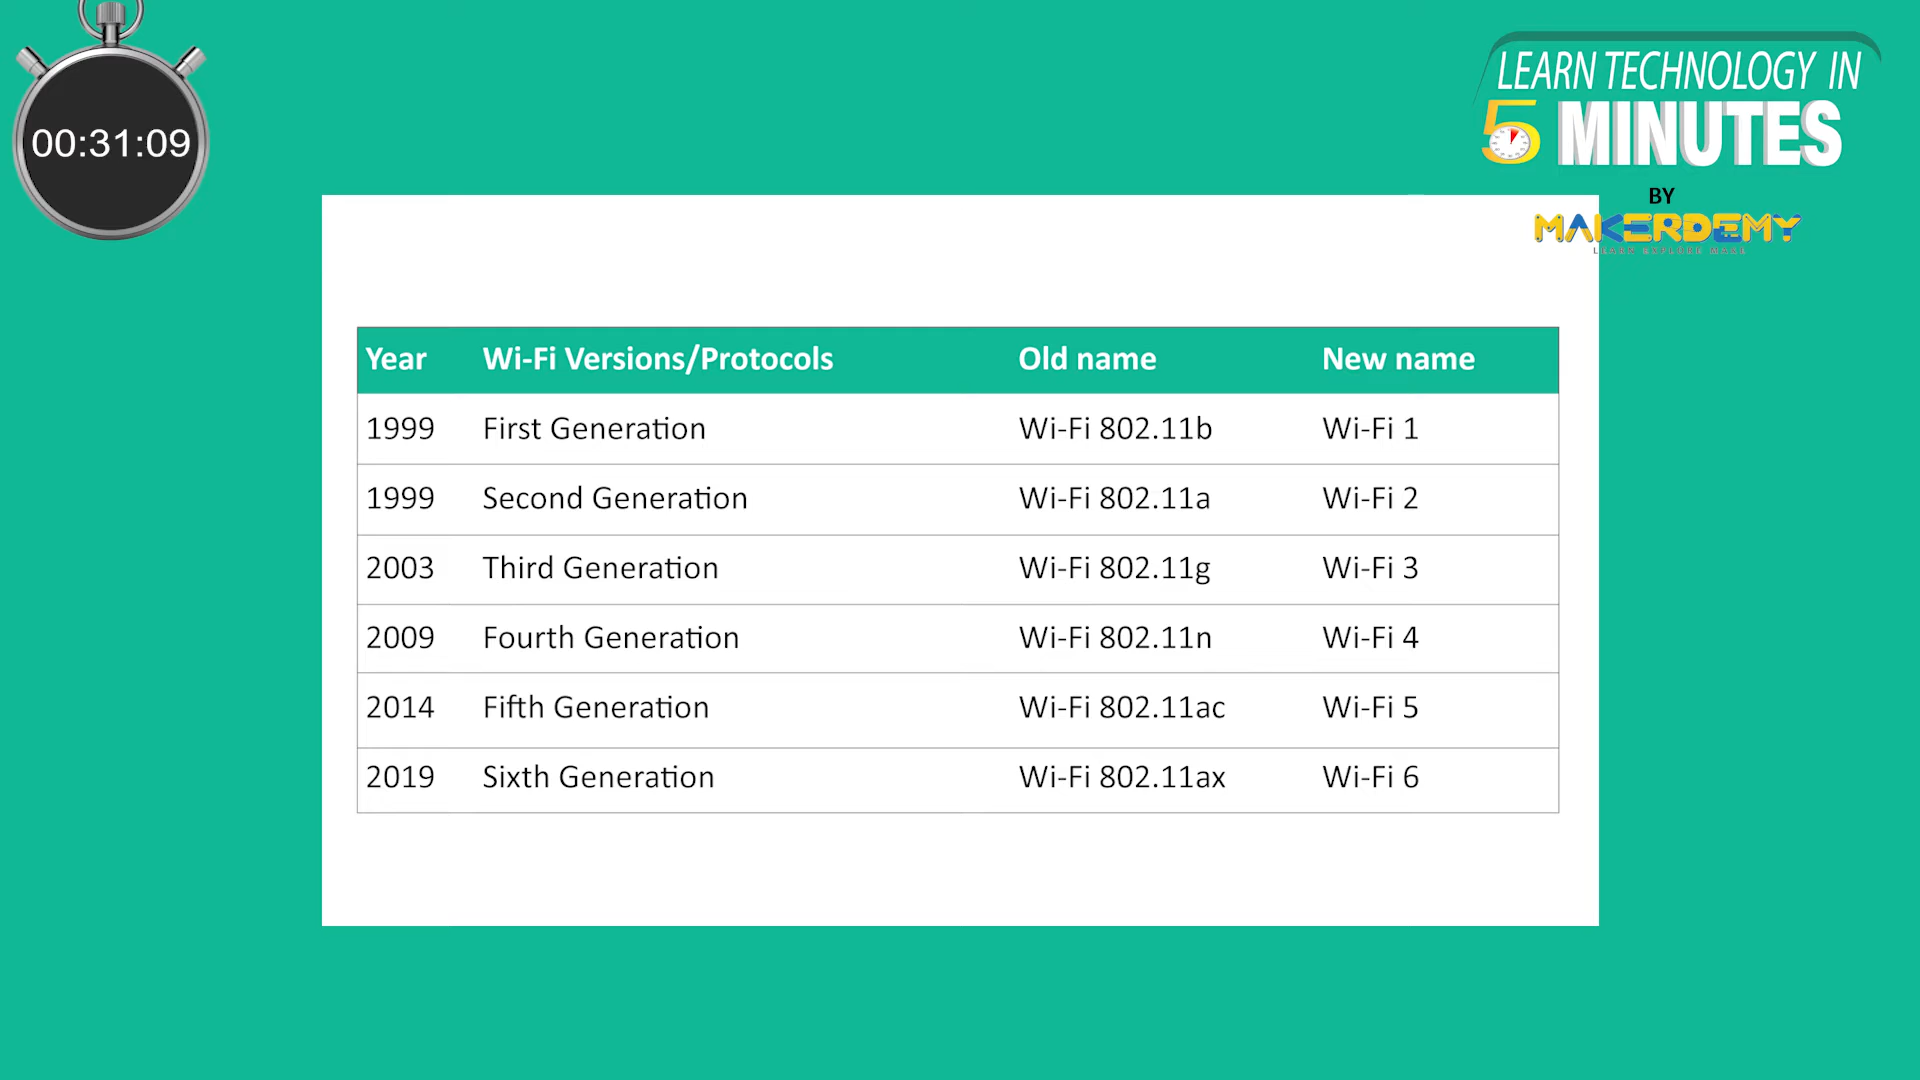 00:31:09
LEARN TECHNOLOGY IN
5 MINUTES
BY
MAKERDEMY
LEARN EXPLORE MAKE
Year Wi-Fi Versions/Protocols Old name New name
1999 First Generation Wi-Fi 802.11b Wi-Fi 1
1999 Second Generation Wi-Fi 802.11a Wi-Fi 2
2003 Third Generation Wi-Fi 802.11g Wi-Fi 3
2009 Fourth Generation Wi-Fi 802.11n Wi-Fi 4
2014 Fifth Generation Wi-Fi 802.11ac Wi-Fi 5
2019 Sixth Generation Wi-Fi 802.11ax Wi-Fi 6